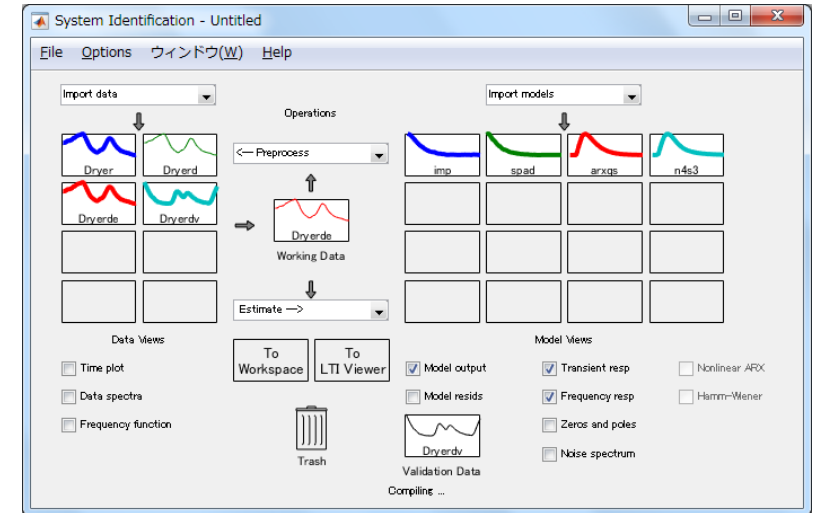 System Identification - Untitled
File Options ウィンドウ(W) Help
Import data
Import models
Operations
<-- Preprocess
Dryer
Dryerd
imp
spad
arxqs
n4s3
Dryerde
Dryerdv
Dryerde
Working Data
Estimate -->
Data Views
Model Views
To Workspace
To LTI Viewer
Time plot
Data spectra
Frequency function
Model output
Transient resp
Nonlinear ARX
Model resids
Frequency resp
Hamm-Wiener
Zeros and poles
Noise spectrum
Trash
Dryerdv
Validation Data
Compiling ...